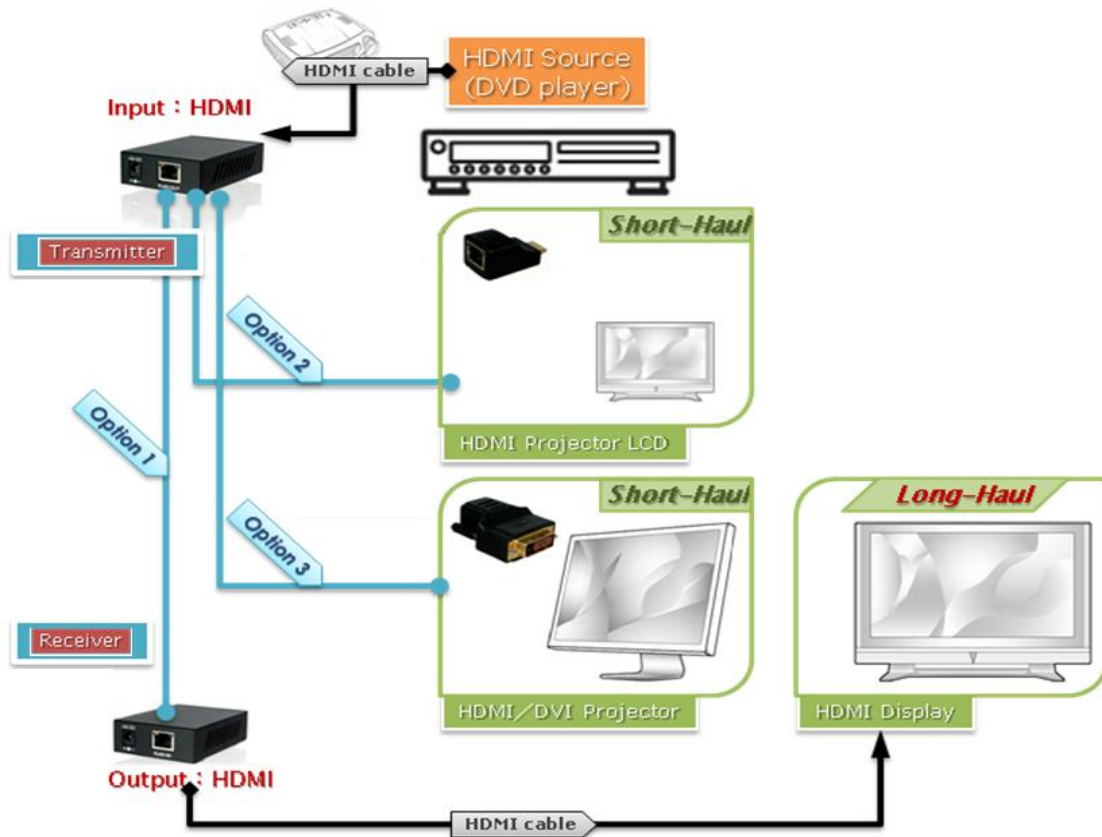 HDMI Source
(DVD player)
HDMI cable
Input : HDMI
Transmitter
Short-Haul
Option 2
HDMI Projector LCD
Option 1
Short-Haul
Long-Haul
Option 3
Receiver
HDMI／DVI Projector
HDMI Display
Output : HDMI
HDMI cable